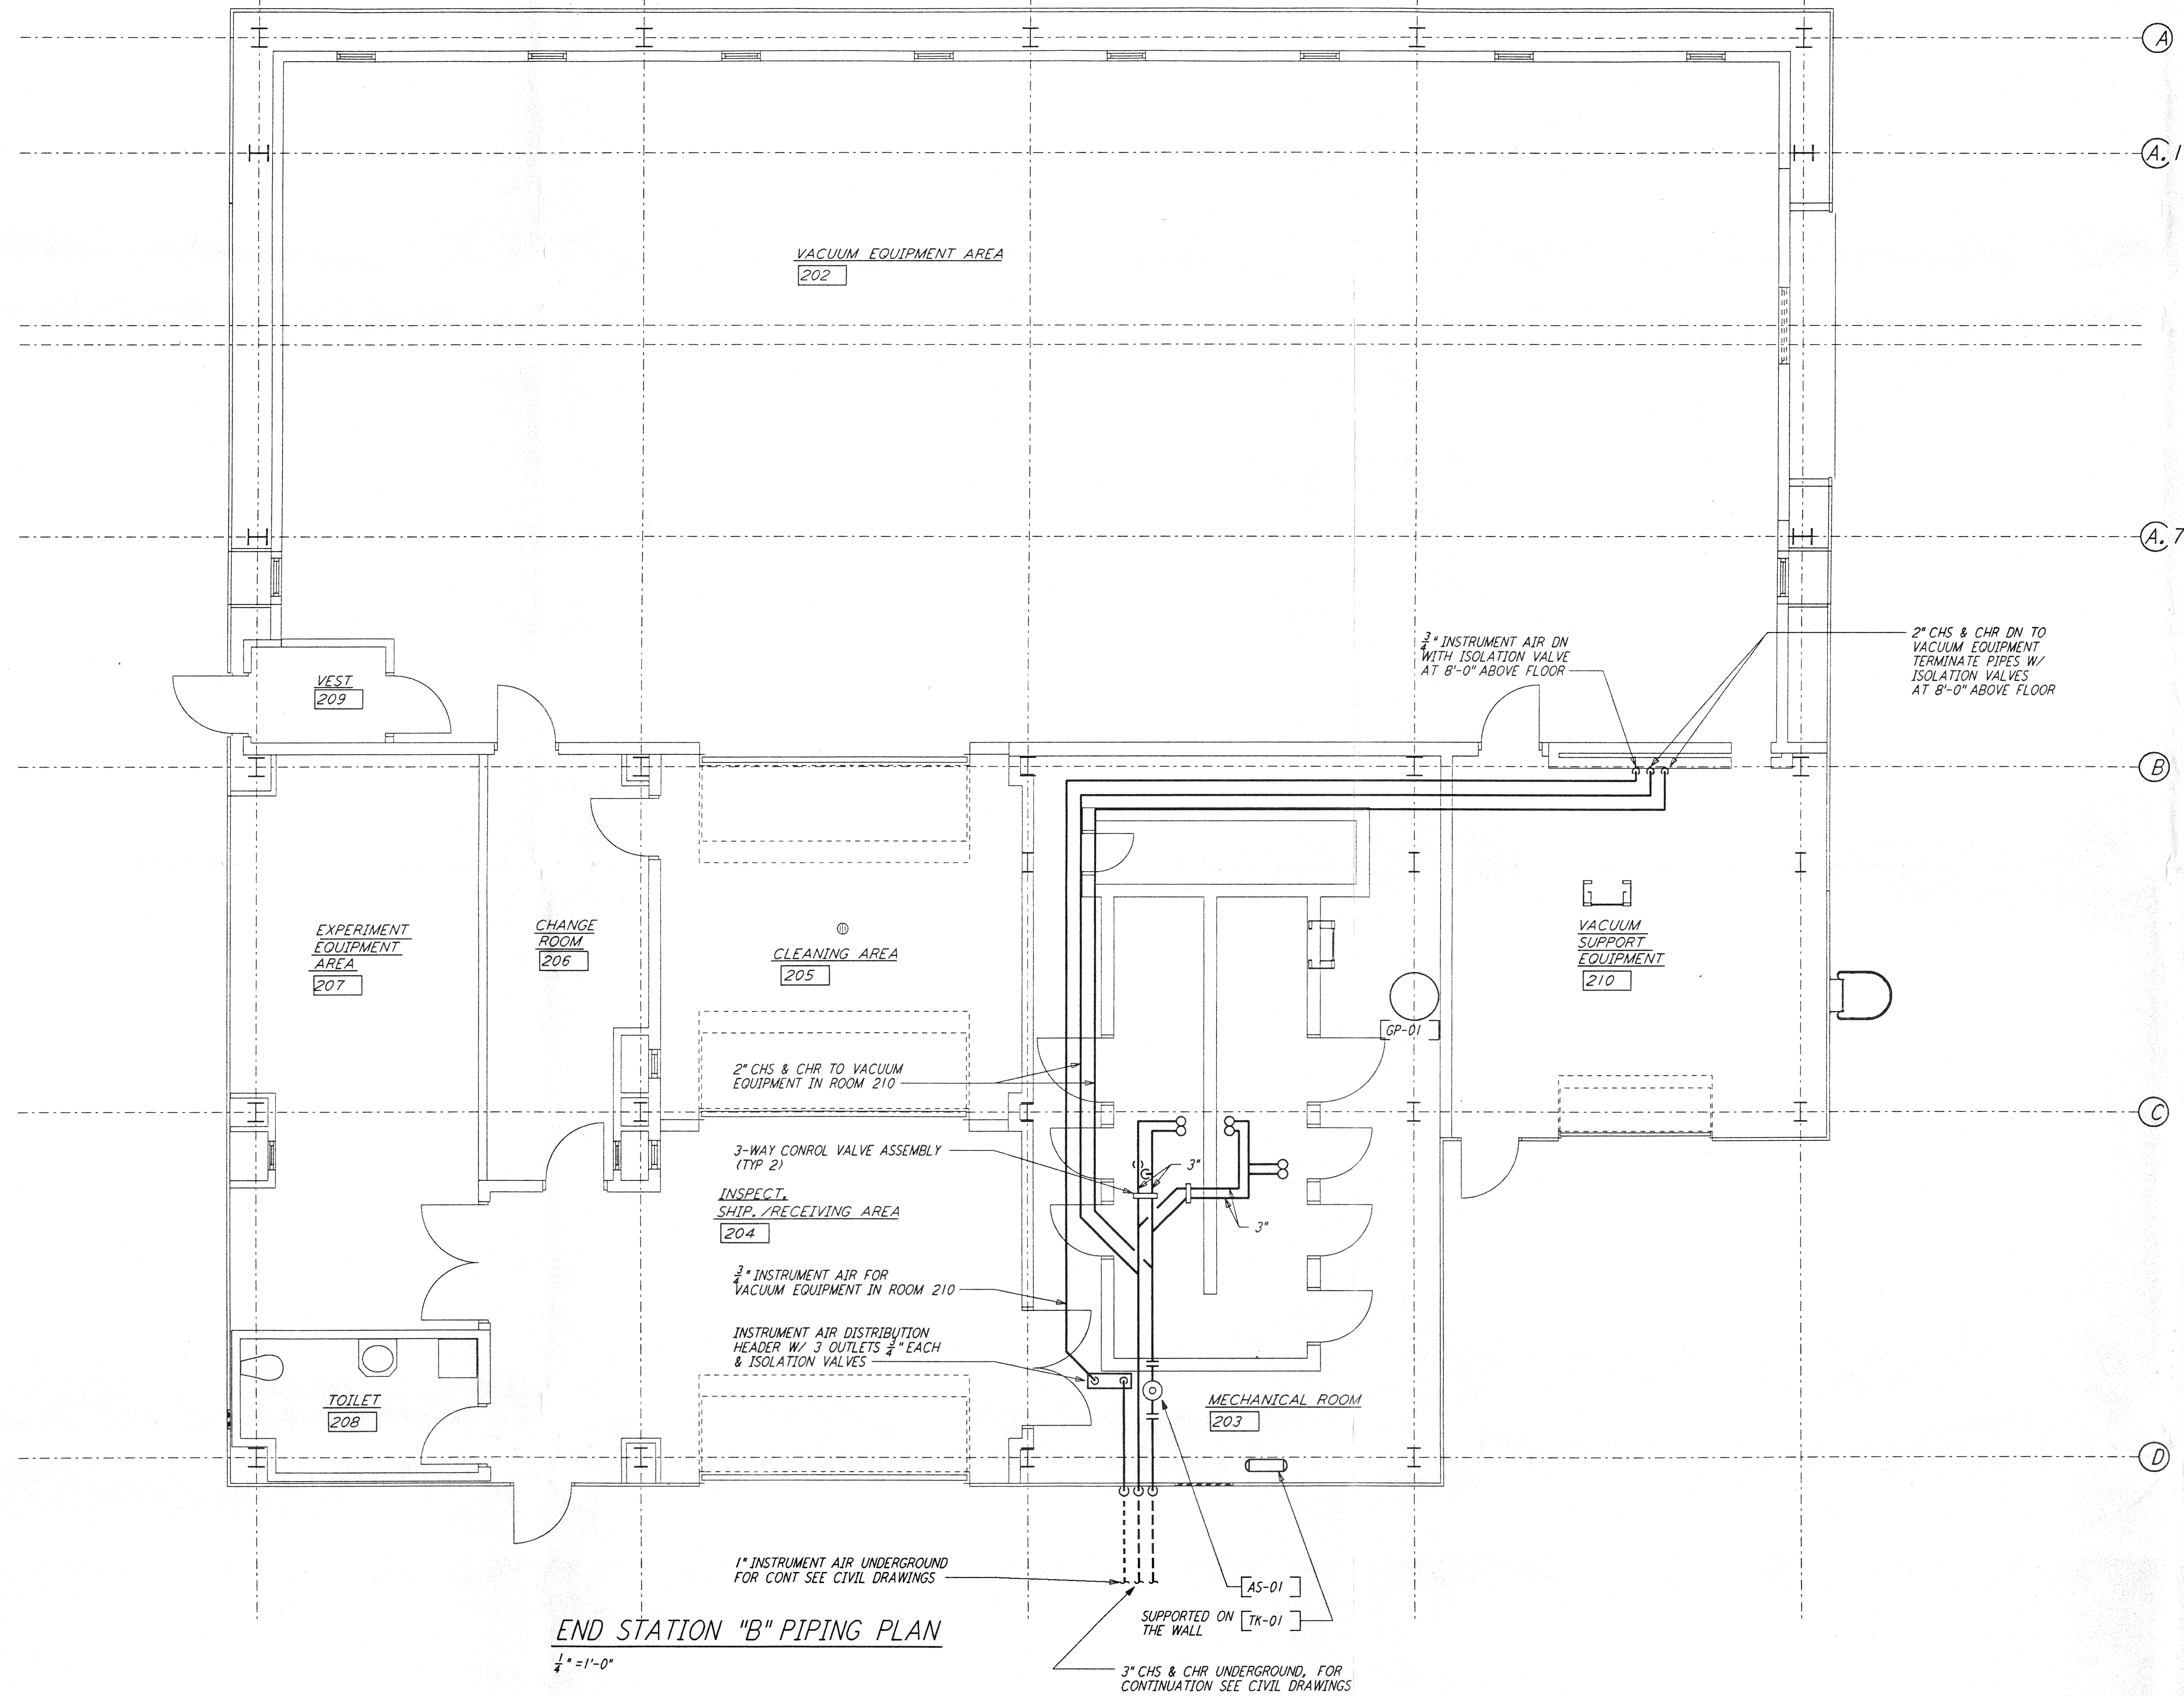 A
A.1
VACUUM EQUIPMENT AREA
202
A.7
3/4" INSTRUMENT AIR DN
WITH ISOLATION VALVE
AT 8'-0" ABOVE FLOOR
2" CHS & CHR DN TO
VACUUM EQUIPMENT
TERMINATE PIPES W/
ISOLATION VALVES
AT 8'-0" ABOVE FLOOR
VEST
209
B
EXPERIMENT
EQUIPMENT
AREA
207
CHANGE
ROOM
206
CLEANING AREA
205
VACUUM
SUPPORT
EQUIPMENT
210
GP-01
2" CHS & CHR TO VACUUM
EQUIPMENT IN ROOM 210
C
3-WAY CONROL VALVE ASSEMBLY
(TYP 2)
3"
3"
INSPECT.
SHIP./RECEIVING AREA
204
3/4" INSTRUMENT AIR FOR
VACUUM EQUIPMENT IN ROOM 210
INSTRUMENT AIR DISTRIBUTION
HEADER W/ 3 OUTLETS 3/4" EACH
& ISOLATION VALVES
TOILET
208
MECHANICAL ROOM
203
D
1" INSTRUMENT AIR UNDERGROUND
FOR CONT SEE CIVIL DRAWINGS
AS-01
SUPPORTED ON
THE WALL
TK-01
END STATION "B" PIPING PLAN
1/4" =1'-0"
3" CHS & CHR UNDERGROUND, FOR
CONTINUATION SEE CIVIL DRAWINGS